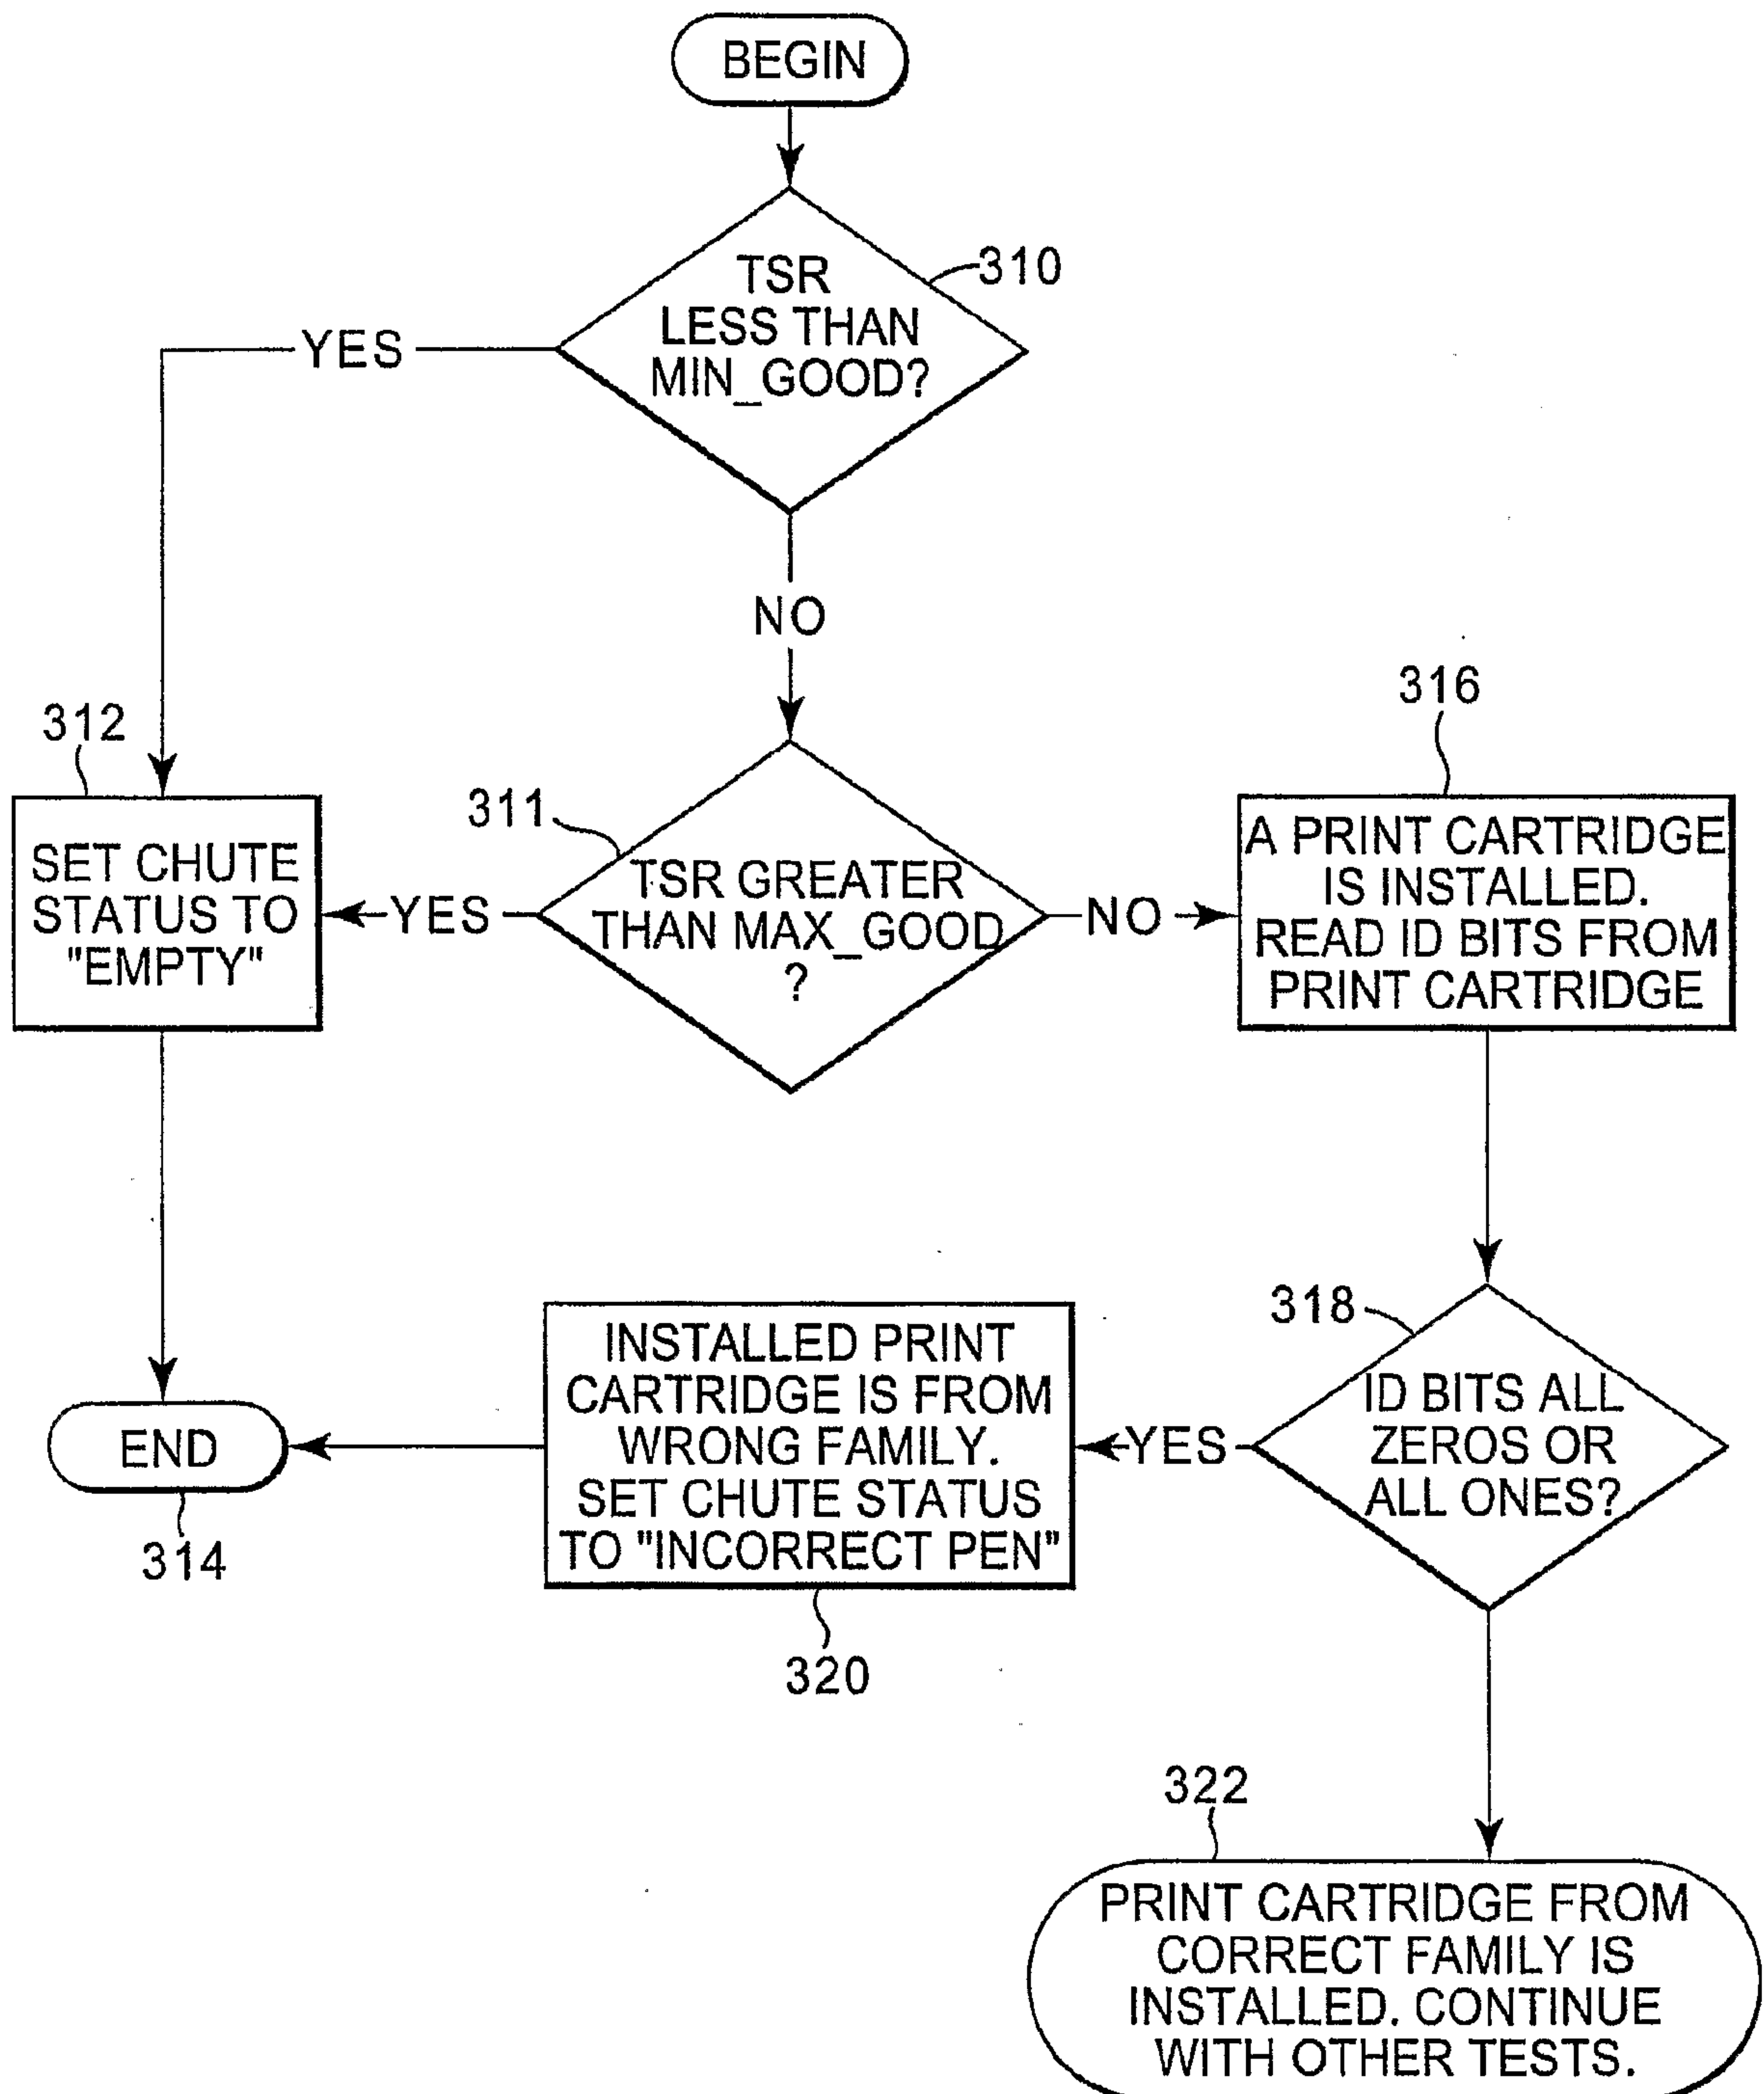 BEGIN
TSR
LESS THAN
MIN_GOOD?
310
YES
NO
312
SET CHUTE
STATUS TO
"EMPTY"
311
TSR GREATER
THAN MAX_GOOD
?
YES
NO
316
A PRINT CARTRIDGE
IS INSTALLED.
READ ID BITS FROM
PRINT CARTRIDGE
318
ID BITS ALL
ZEROS OR
ALL ONES?
YES
INSTALLED PRINT
CARTRIDGE IS FROM
WRONG FAMILY.
SET CHUTE STATUS
TO "INCORRECT PEN"
320
END
314
322
PRINT CARTRIDGE FROM
CORRECT FAMILY IS
INSTALLED. CONTINUE
WITH OTHER TESTS.